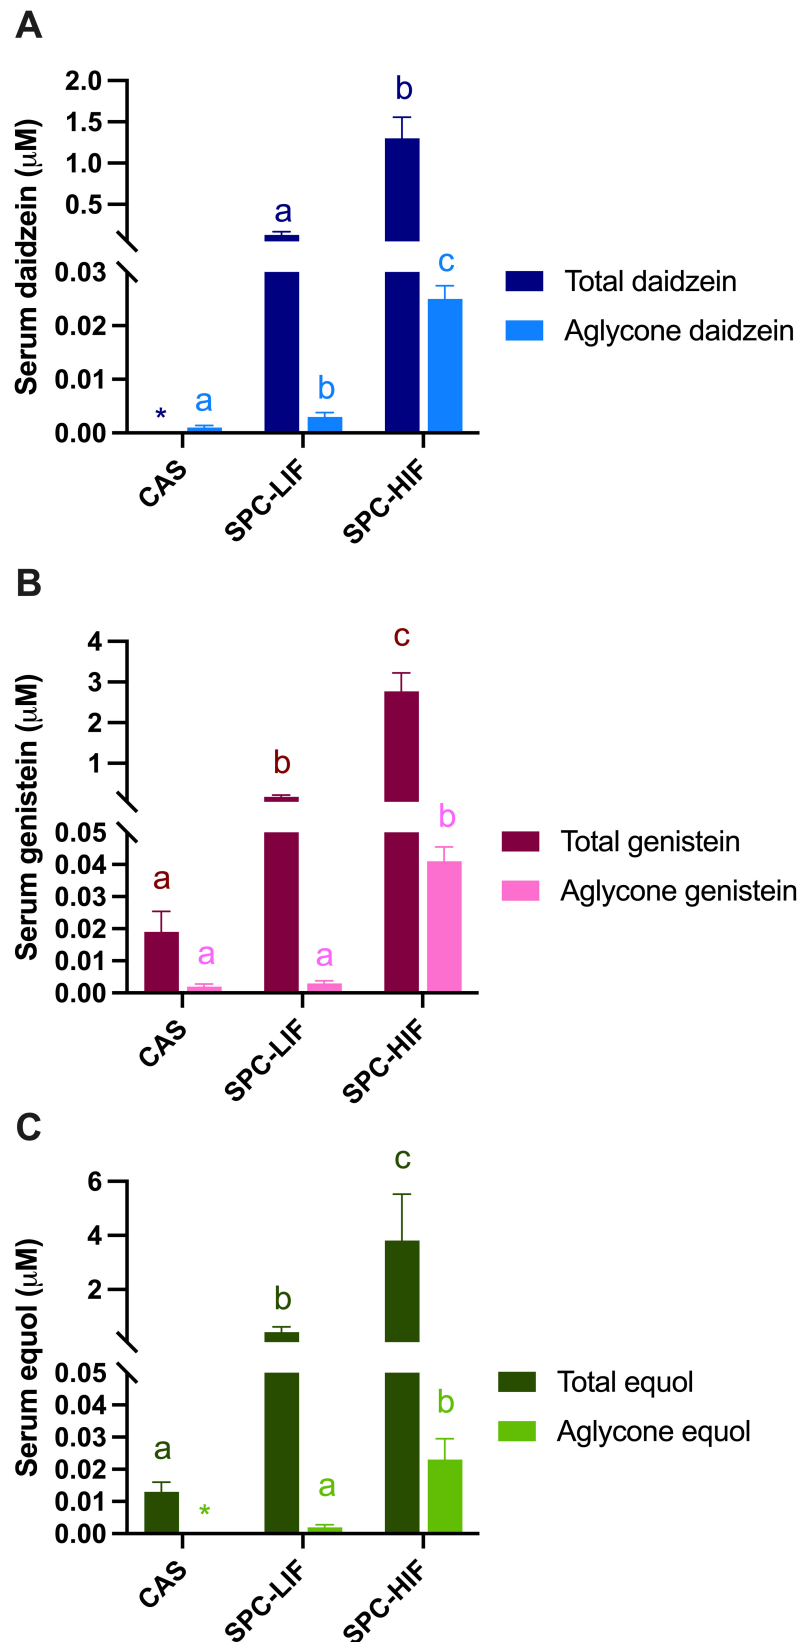 A
Serum daidzein (μM)
2.0
1.5
1.0
0.5
0.03
0.02
0.01
0.00
*
a
a
b
b
c
CAS
SPC-LIF
SPC-HIF
Total daidzein
Aglycone daidzein
B
Serum genistein (μM)
4
3
2
1
0.05
0.04
0.03
0.02
0.01
0.00
a
a
b
a
c
b
CAS
SPC-LIF
SPC-HIF
Total genistein
Aglycone genistein
C
Serum equol (μM)
6
4
2
0.05
0.04
0.03
0.02
0.01
0.00
a
*
b
a
c
b
CAS
SPC-LIF
SPC-HIF
Total equol
Aglycone equol